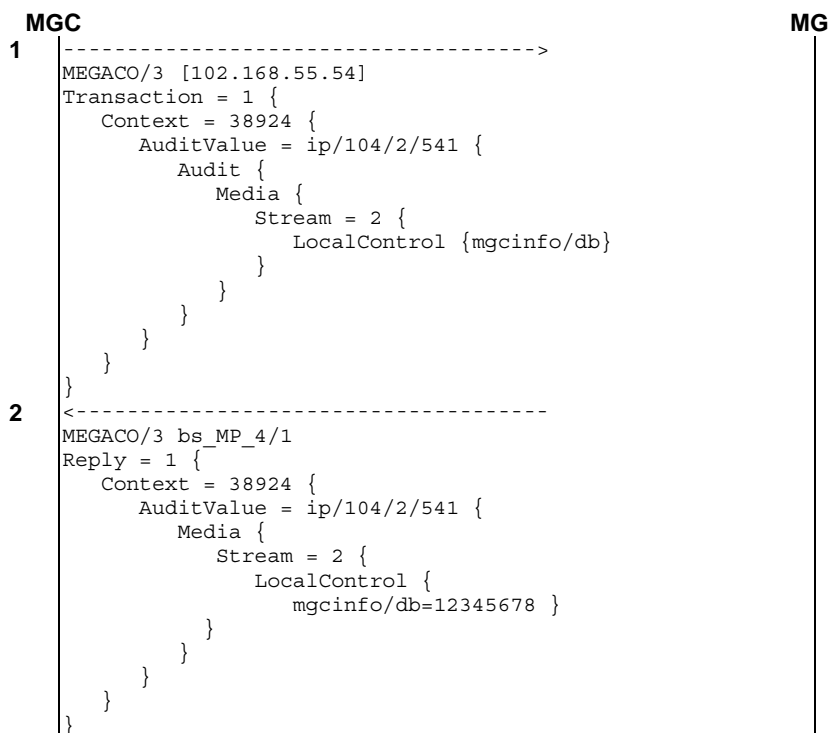 MGC MG
1 ------------------------------------->
MEGACO/3 [102.168.55.54]
Transaction = 1 {
   Context = 38924 {
      AuditValue = ip/104/2/541 {
         Audit {
            Media {
               Stream = 2 {
                  LocalControl {mgcinfo/db}
               }
            }
         }
      }
   }
}
2 <-------------------------------------
MEGACO/3 bs_MP_4/1
Reply = 1 {
   Context = 38924 {
      AuditValue = ip/104/2/541 {
         Media {
            Stream = 2 {
               LocalControl {
                  mgcinfo/db=12345678 }
            }
         }
      }
   }
}